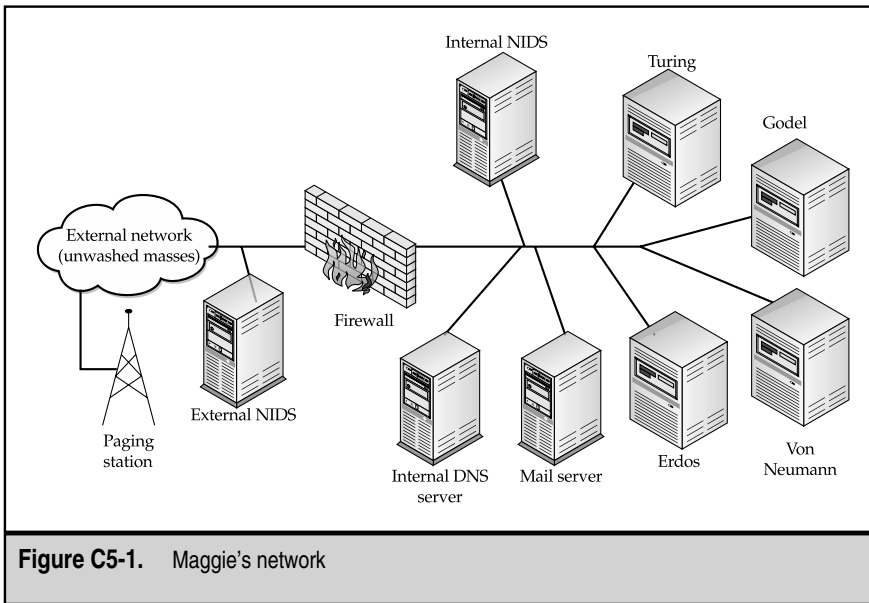 Internal NIDS
Turing
Godel
External network
(unwashed masses)
Firewall
External NIDS
Paging
station
Internal DNS
server
Mail server
Erdos
Von
Neumann
Figure C5-1. Maggie's network